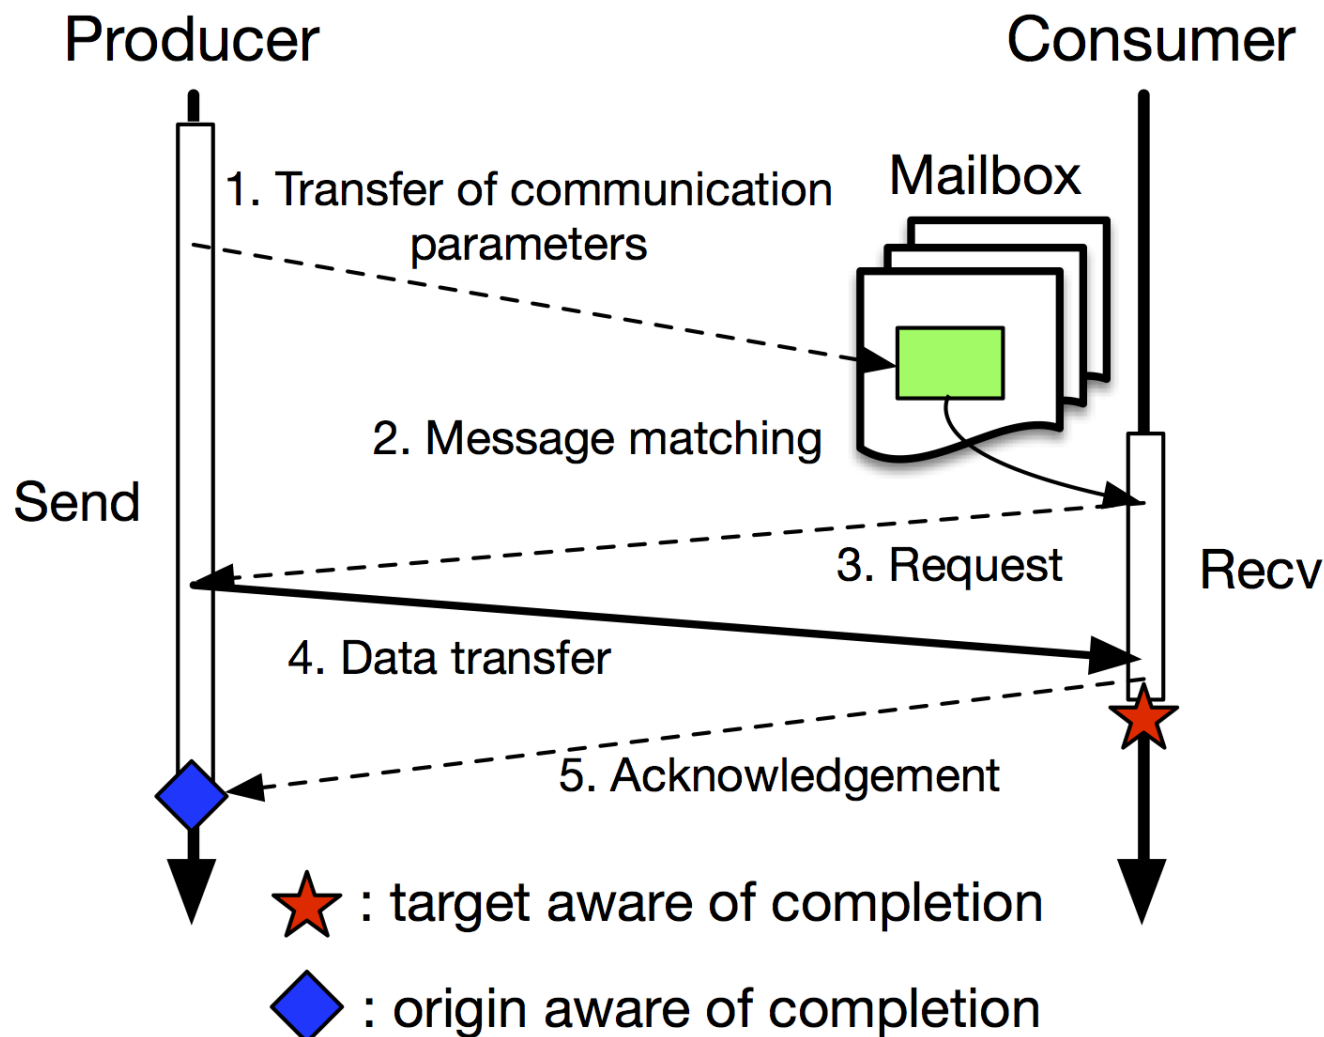 Producer
Consumer
1. Transfer of communication
parameters
Mailbox
2. Message matching
Send
3. Request
Recv
4. Data transfer
5. Acknowledgement
: target aware of completion
: origin aware of completion